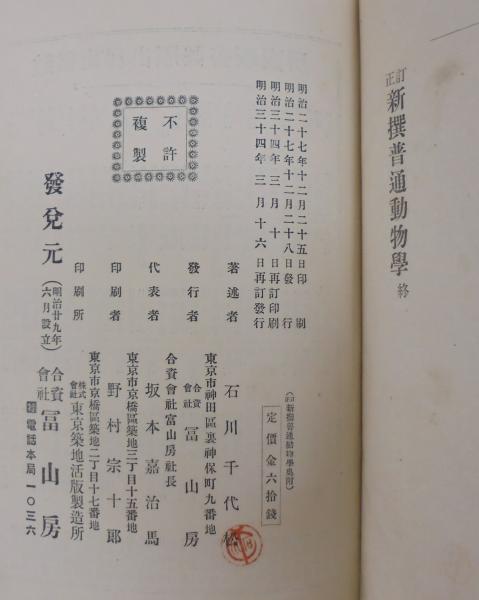 訂正 新撰普通動物學 終
明治二十七年十二月二十五日印刷
明治二十七年十二月二十八日發行
明治三十四年三月十日再訂印刷
明治三十四年三月十六日再訂發行
不許複製
定價金六拾錢
著述者 石川千代松
東京市神田區裏神保町九番地
發行者 合資會社 冨山房
合資會社富山房社長
代表者 坂本嘉治馬
東京市京橋區築地三丁目十五番地
印刷者 野村宗十郎
東京市京橋區築地二丁目十七番地
印刷所 株式會社 東京築地活版製造所
發兌元 (明治廿九年六月設立) 合資會社 冨山房
電話本局一〇三六